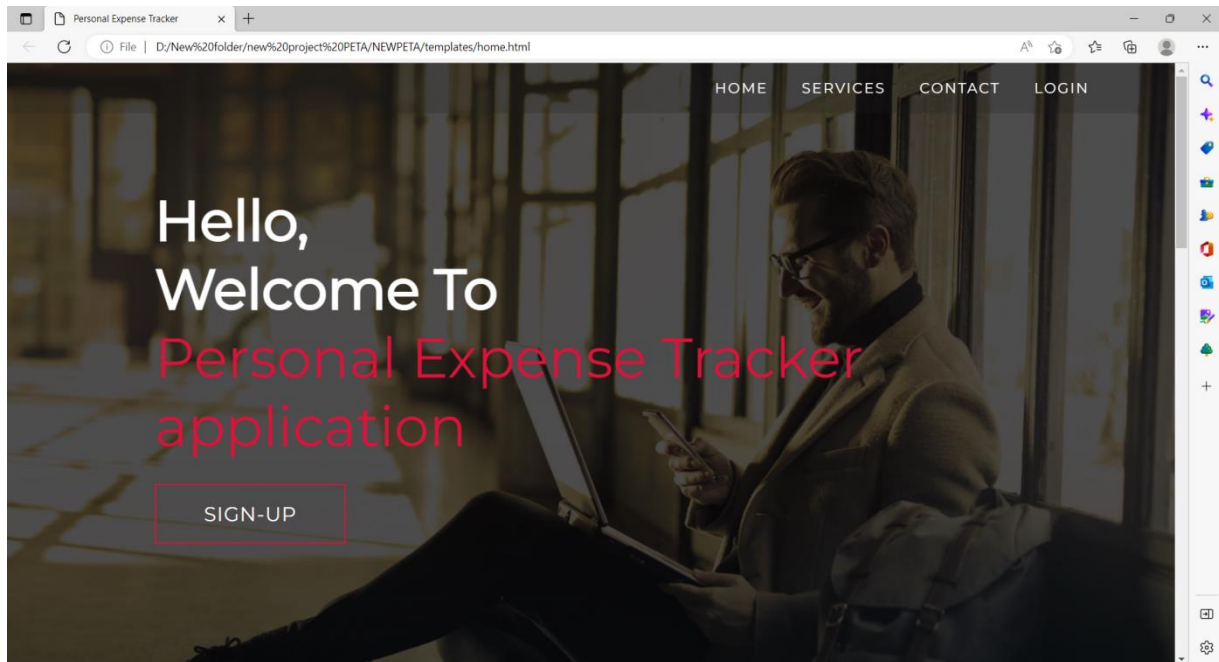 Personal Expense Tracker
File | D:/New%20folder/new%20project%20PETA/NEWPETA/templates/home.html
HOME SERVICES CONTACT LOGIN
Hello,
Welcome To
Personal Expense Tracker
application
SIGN-UP